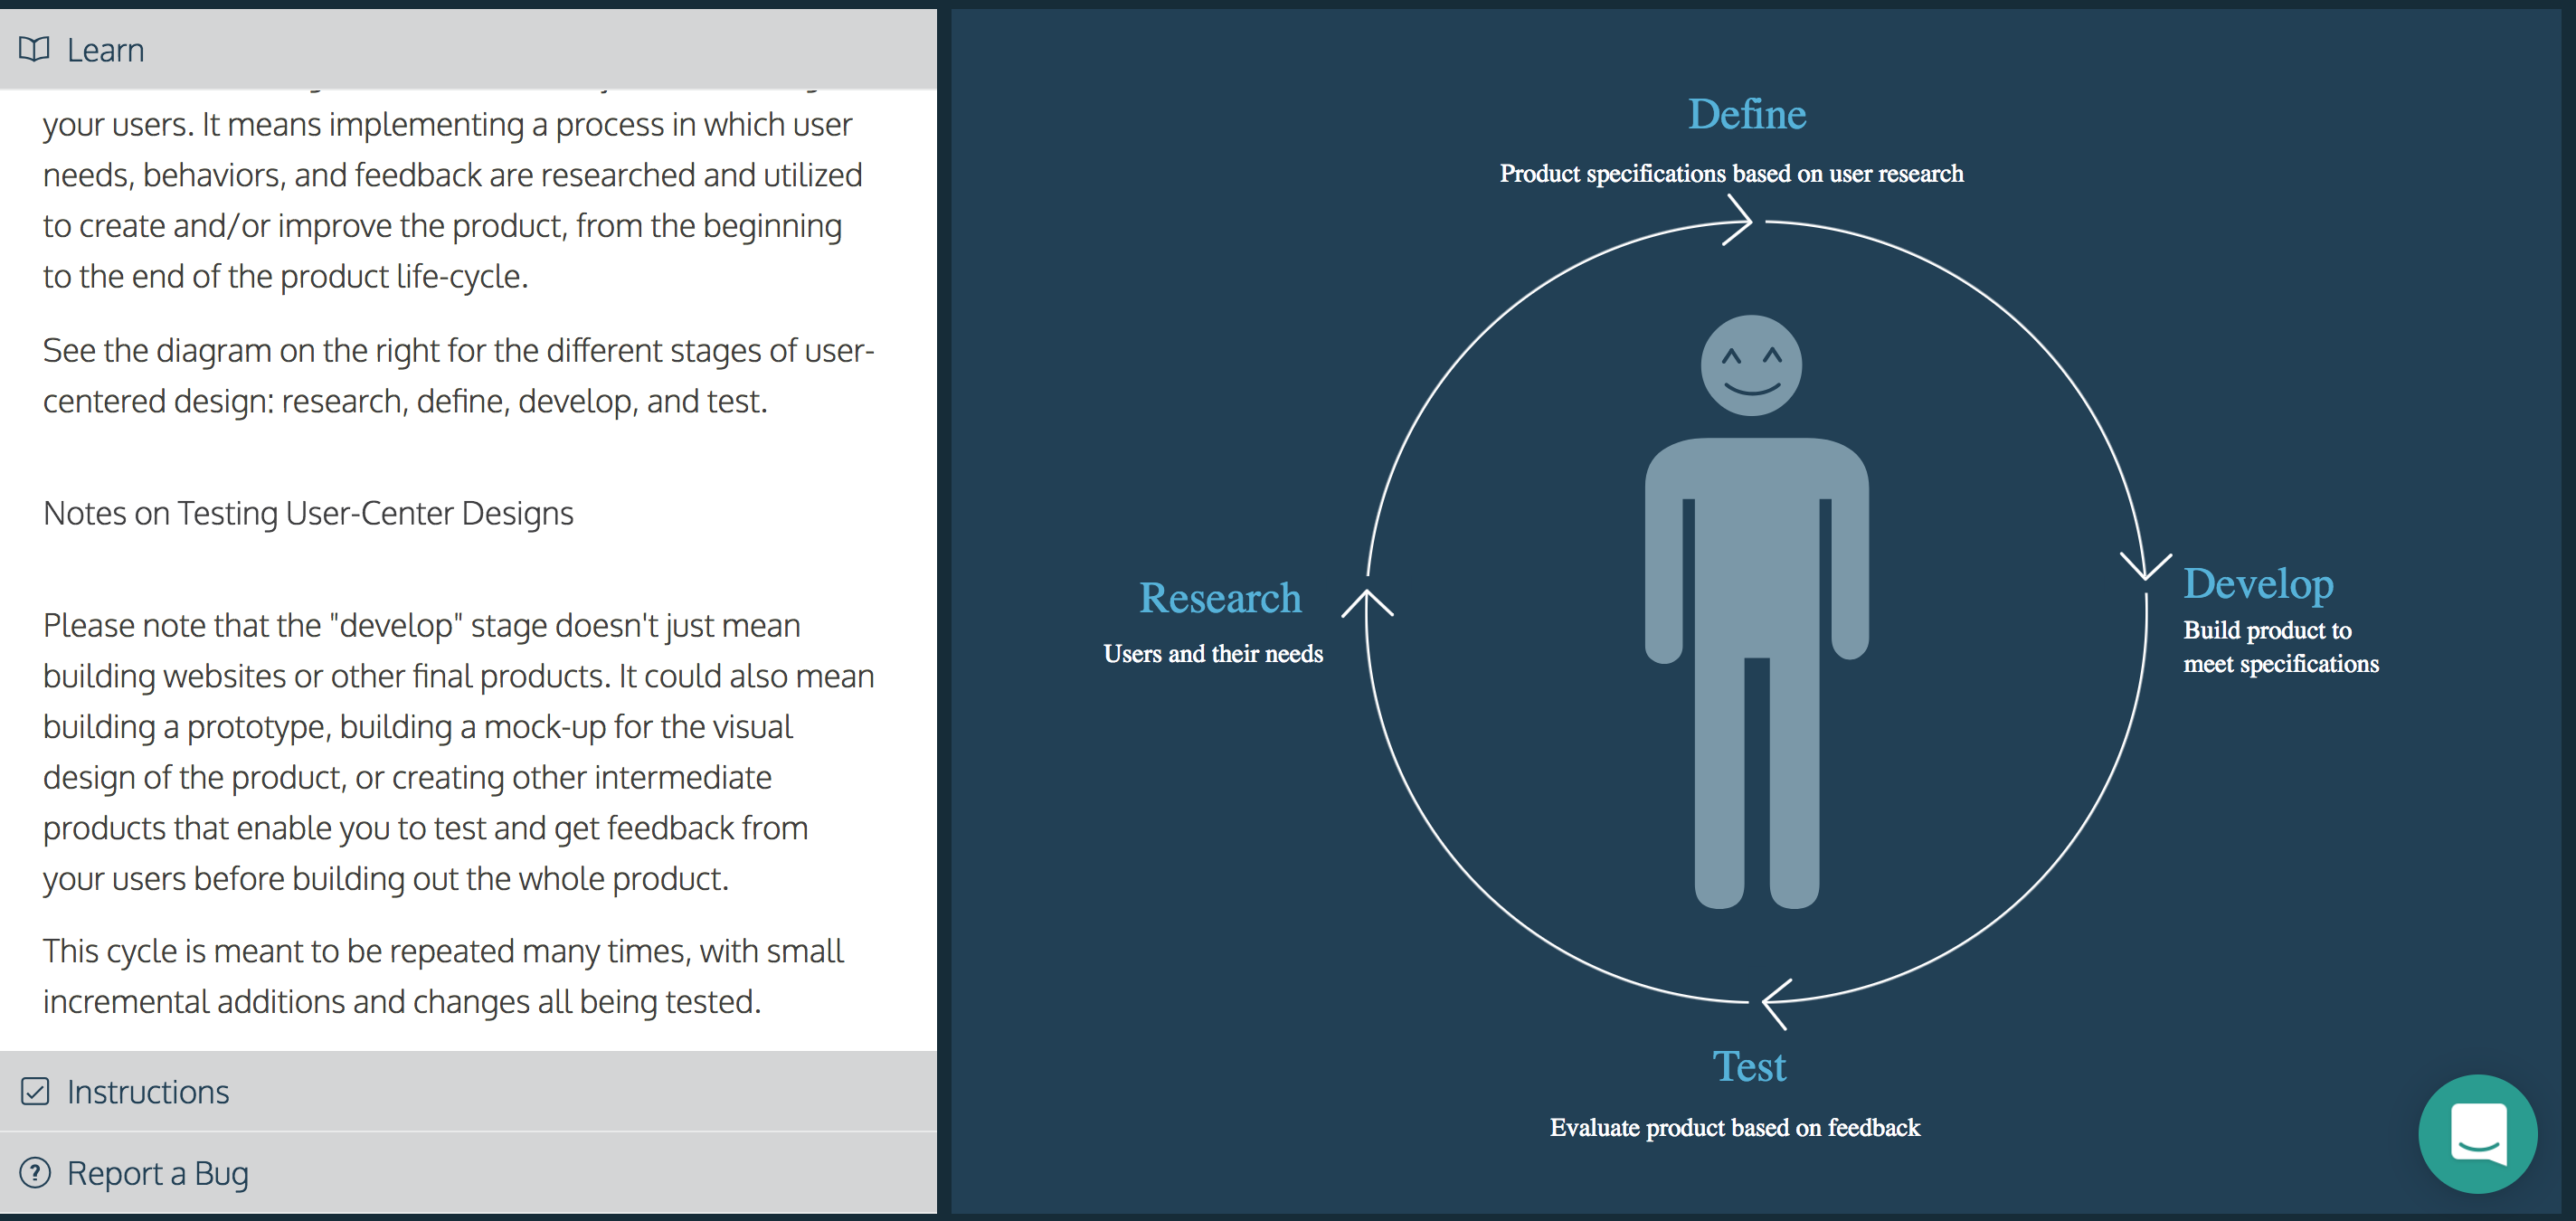 Learn
your users. It means implementing a process in which user
needs, behaviors, and feedback are researched and utilized
to create and/or improve the product, from the beginning
to the end of the product life-cycle.
See the diagram on the right for the different stages of user-
centered design: research, define, develop, and test.
Notes on Testing User-Center Designs
Please note that the "develop" stage doesn't just mean
building websites or other final products. It could also mean
building a prototype, building a mock-up for the visual
design of the product, or creating other intermediate
products that enable you to test and get feedback from
your users before building out the whole product.
This cycle is meant to be repeated many times, with small
incremental additions and changes all being tested.
Instructions
Report a Bug
Define
Product specifications based on user research
Research
Users and their needs
Develop
Build product to
meet specifications
Test
Evaluate product based on feedback